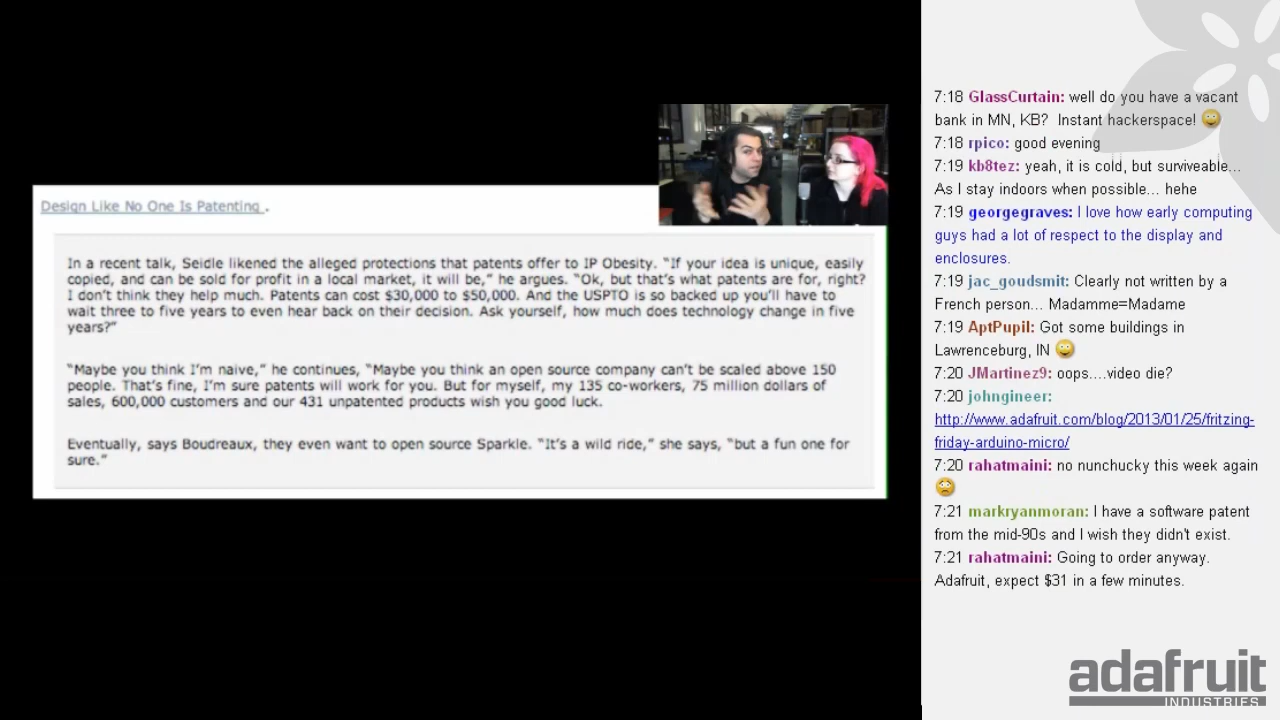 Design Like No One Is Patenting .
In a recent talk, Seidle likened the alleged protections that patents offer to IP Obesity. “If your idea is unique, easily
copied, and can be sold for profit in a local market, it will be,” he argues. “Ok, but that’s what patents are for, right?
I don’t think they help much. Patents can cost $30,000 to $50,000. And the USPTO is so backed up you’ll have to
wait three to five years to even hear back on their decision. Ask yourself, how much does technology change in five
years?”
“Maybe you think I’m naive,” he continues, “Maybe you think an open source company can’t be scaled above 150
people. That’s fine, I’m sure patents will work for you. But for myself, my 135 co-workers, 75 million dollars of
sales, 600,000 customers and our 431 unpatented products wish you good luck.
Eventually, says Boudreaux, they even want to open source Sparkle. “It’s a wild ride,” she says, “but a fun one for
sure.”
7:18 GlassCurtain: well do you have a vacant
bank in MN, KB? Instant hackerspace!
7:18 rpico: good evening
7:19 kb8tez: yeah, it is cold, but surviveable...
As I stay indoors when possible... hehe
7:19 georgegraves: I love how early computing
guys had a lot of respect to the display and
enclosures.
7:19 jac_goudsmit: Clearly not written by a
French person... Madamme=Madame
7:19 AptPupil: Got some buildings in
Lawrenceburg, IN
7:20 JMartinez9: oops....video die?
7:20 johngineer:
http://www.adafruit.com/blog/2013/01/25/fritzing-
friday-arduino-micro/
7:20 rahatmaini: no nunchucky this week again
7:21 markryanmoran: I have a software patent
from the mid-90s and I wish they didn't exist.
7:21 rahatmaini: Going to order anyway.
Adafruit, expect $31 in a few minutes.
adafruit
INDUSTRIES